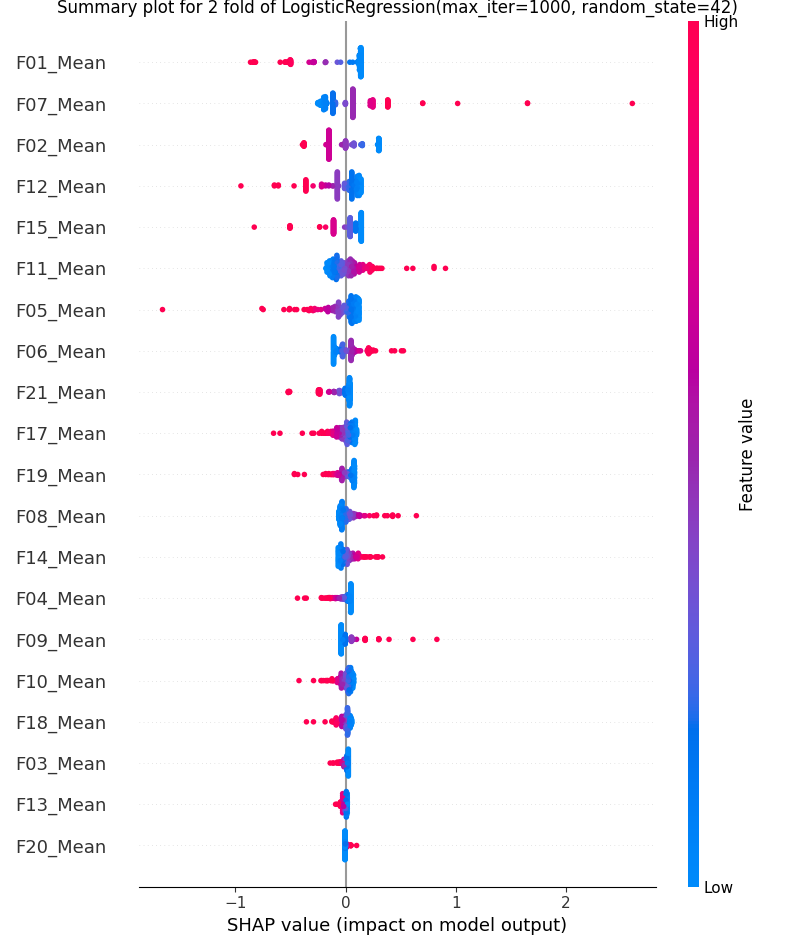 Summary plot for 2 fold of LogisticRegression(max_iter=1000, random_state=42)
High
F01_Mean
F07_Mean
F02_Mean
F12_Mean
F15_Mean
F11_Mean
F05_Mean
F06_Mean
F21_Mean
F17_Mean
F19_Mean
F08_Mean
F14_Mean
F04_Mean
F09_Mean
F10_Mean
F18_Mean
F03_Mean
F13_Mean
F20_Mean
Feature value
Low
−1 0 1 2
SHAP value (impact on model output)